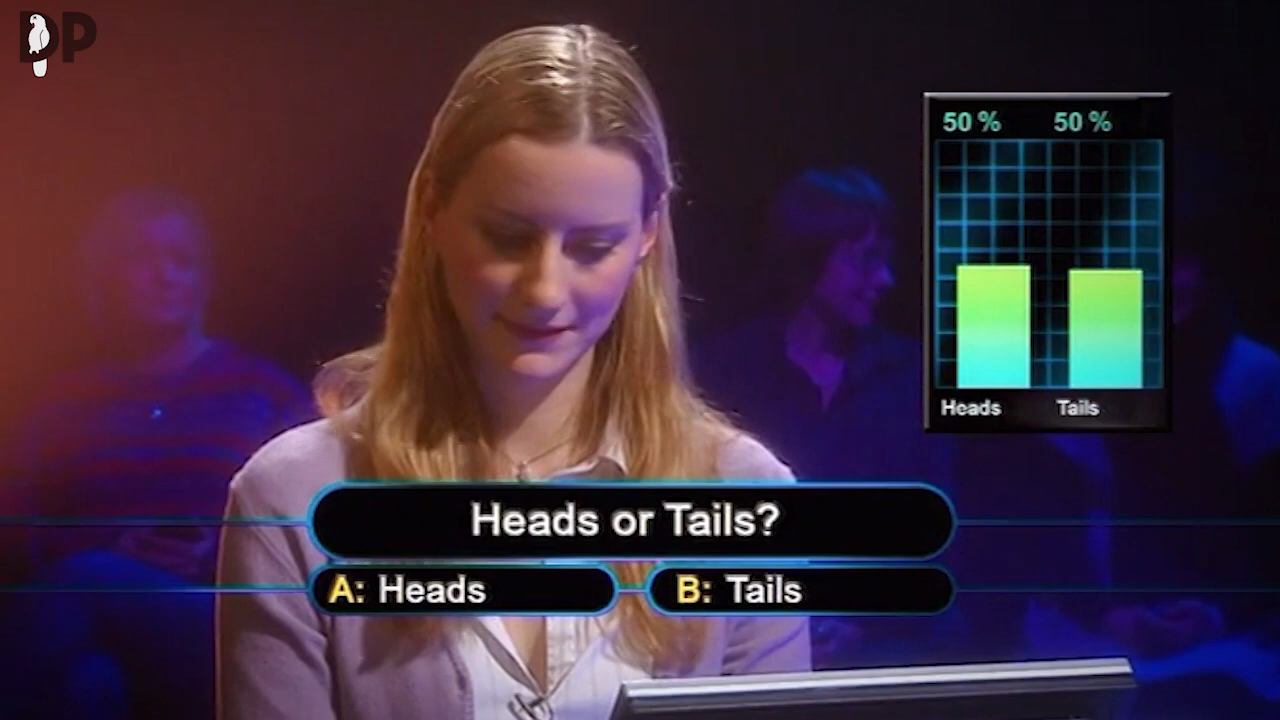 DP
50 % 50 %
Heads Tails
Heads or Tails?
A: Heads B: Tails